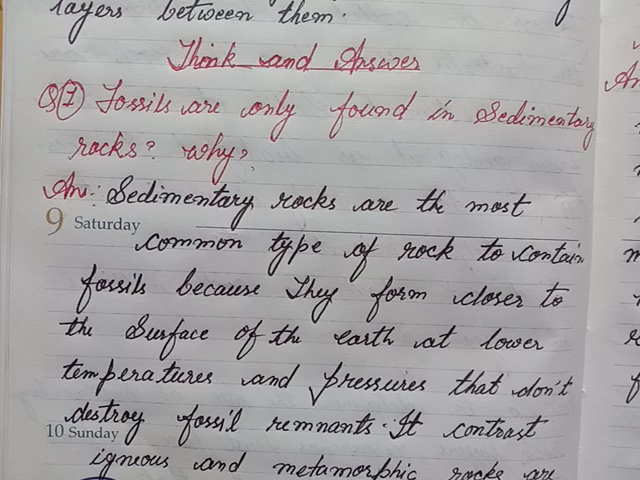 layers between them.
Think and Answer
Q1 Fossils are only found in Sedimentary
rocks? why?
An
Ans: Sedimentary rocks are the most
9 Saturday
common type of rock to contain
fossils because They form closer to
the Surface of the earth at lower
temperatures and pressures that don't
destroy fossil remnants. It contrast
10 Sunday
igneous and metamorphic rocks are